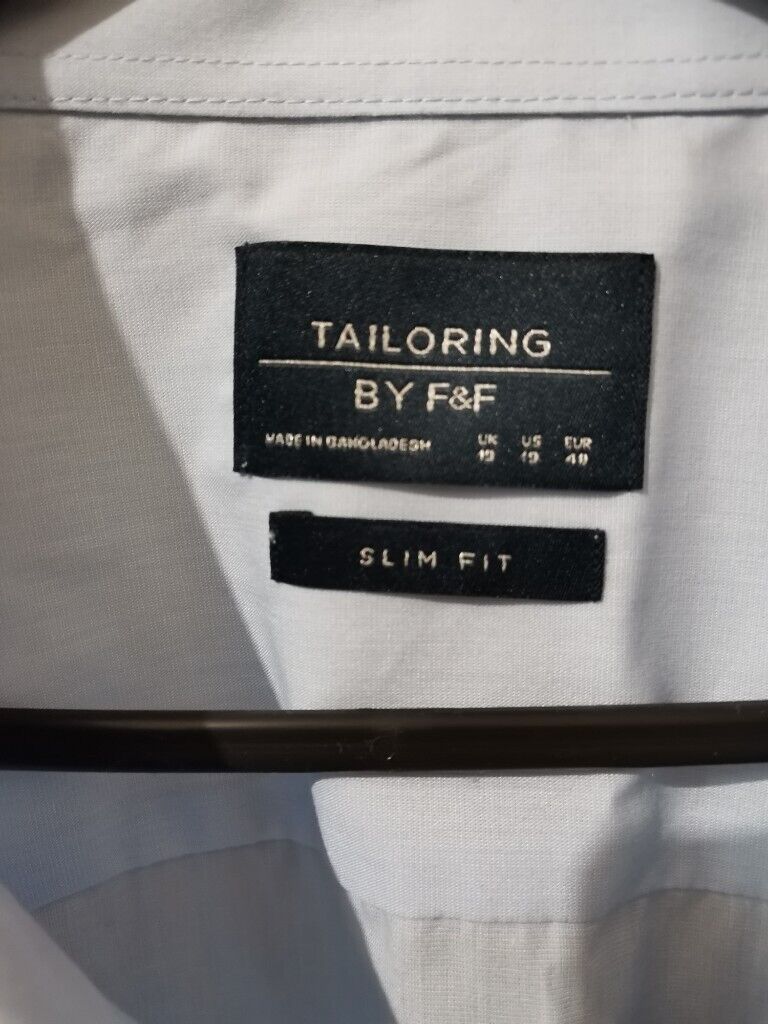 TAILORING
BY F&F
MADE IN BANGLADESH UK US EUR
19 19 48
SLIM FIT